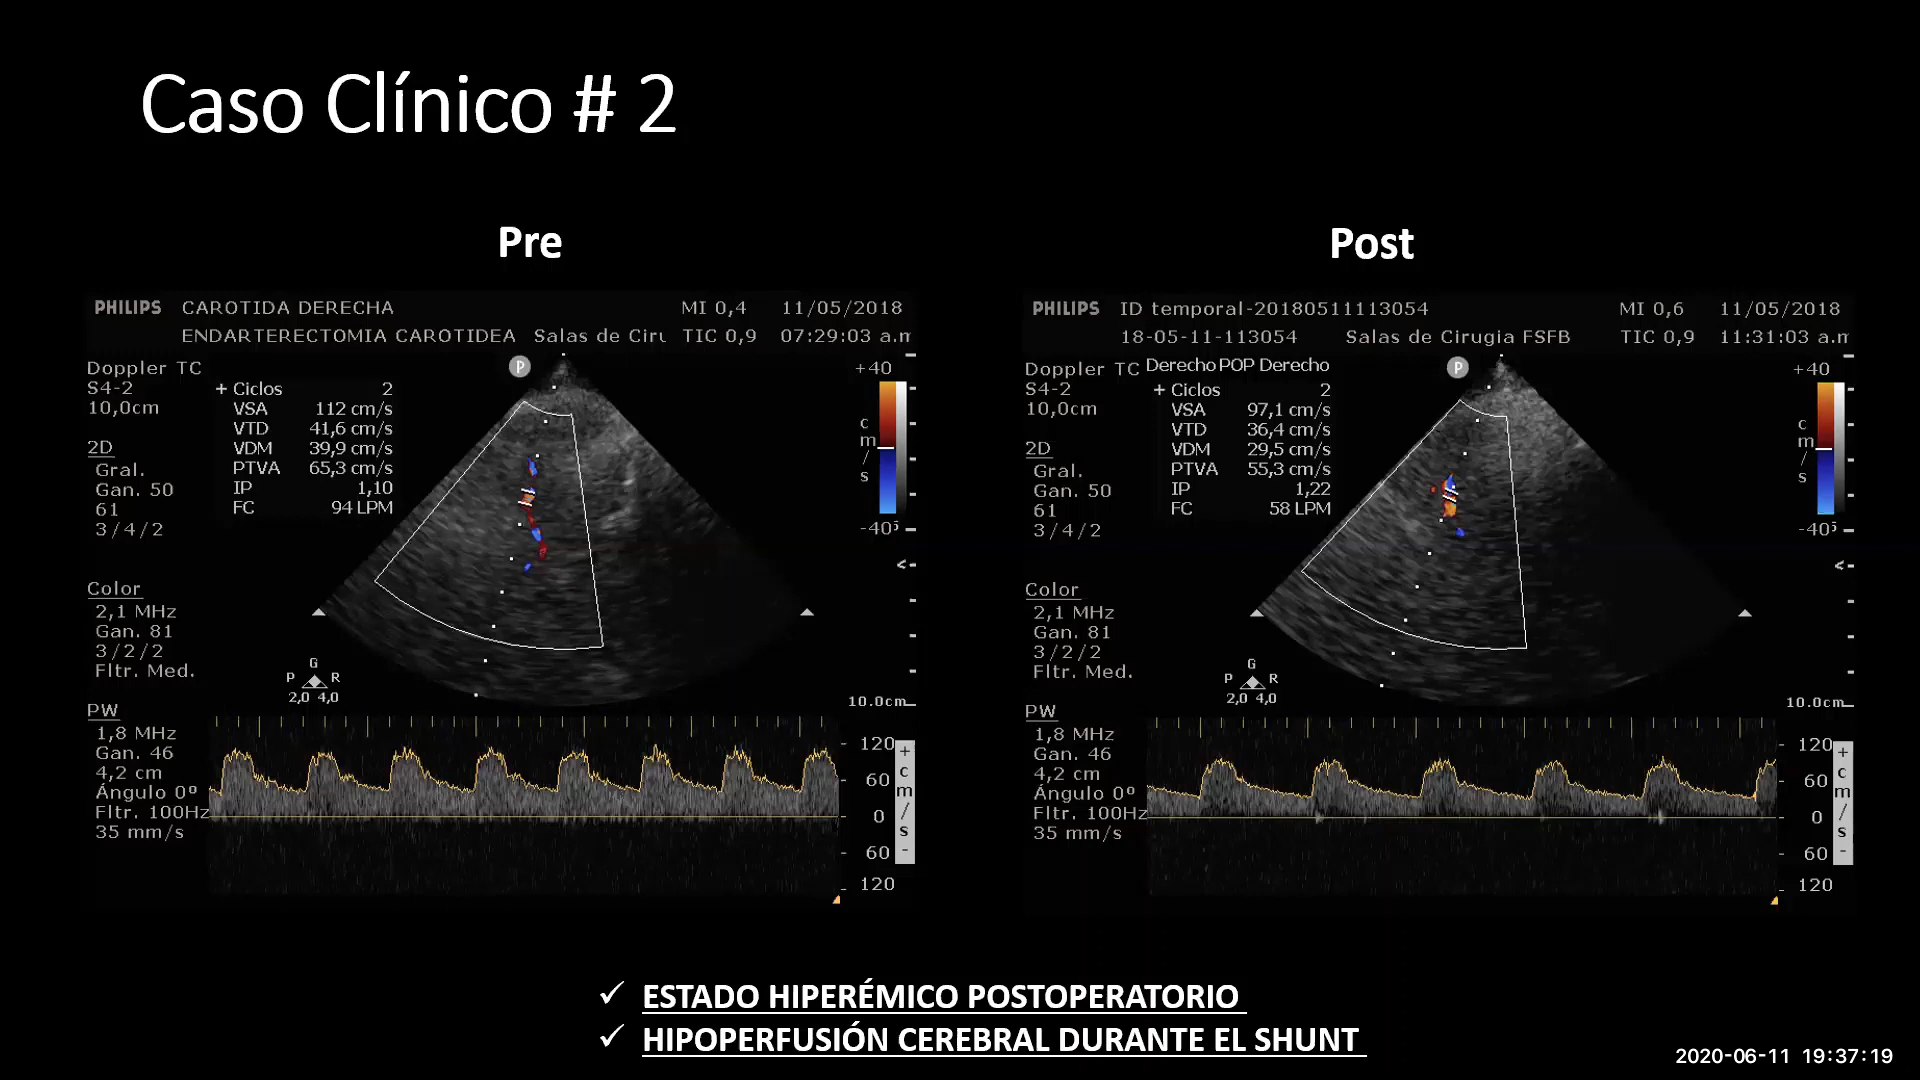 Caso Clínico # 2
Pre
PHILIPS CAROTIDA DERECHA MI 0,4 11/05/2018
ENDARTERECTOMIA CAROTIDEA Salas de Ciru TIC 0,9 07:29:03 a.m
Doppler TC
S4-2
10,0cm
2D
Gral.
Gan. 50
61
3/4/2
Color
2,1 MHz
Gan. 81
3/2/2
Fltr. Med.
PW
1,8 MHz
Gan. 46
4,2 cm
Ángulo 0º
Fltr. 100Hz
35 mm/s
P
+ Ciclos 2
VSA 112 cm/s
VTD 41,6 cm/s
VDM 39,9 cm/s
PTVA 65,3 cm/s
IP 1,10
FC 94 LPM
+40
c
m
/
s
-40
5
<
G
P R
2,0 4,0
10.0cm
120
60
0
60
120
+
c
m
/
s
-
Post
PHILIPS ID temporal-20180511113054 MI 0,6 11/05/2018
18-05-11-113054 Salas de Cirugia FSFB TIC 0,9 11:31:03 a.m
Doppler TC
S4-2
10,0cm
2D
Gral.
Gan. 50
61
3/4/2
Color
2,1 MHz
Gan. 81
3/2/2
Fltr. Med.
PW
1,8 MHz
Gan. 46
4,2 cm
Ángulo 0º
Fltr. 100Hz
35 mm/s
Derecho POP Derecho
P
+ Ciclos 2
VSA 97,1 cm/s
VTD 36,4 cm/s
VDM 29,5 cm/s
PTVA 55,3 cm/s
IP 1,22
FC 58 LPM
+40
c
m
/
s
-40
5
<
G
P R
2,0 4,0
10.0cm
120
60
0
60
120
+
c
m
/
s
-
✓ ESTADO HIPERÉMICO POSTOPERATORIO
✓ HIPOPERFUSIÓN CEREBRAL DURANTE EL SHUNT
2020-06-11 19:37:19